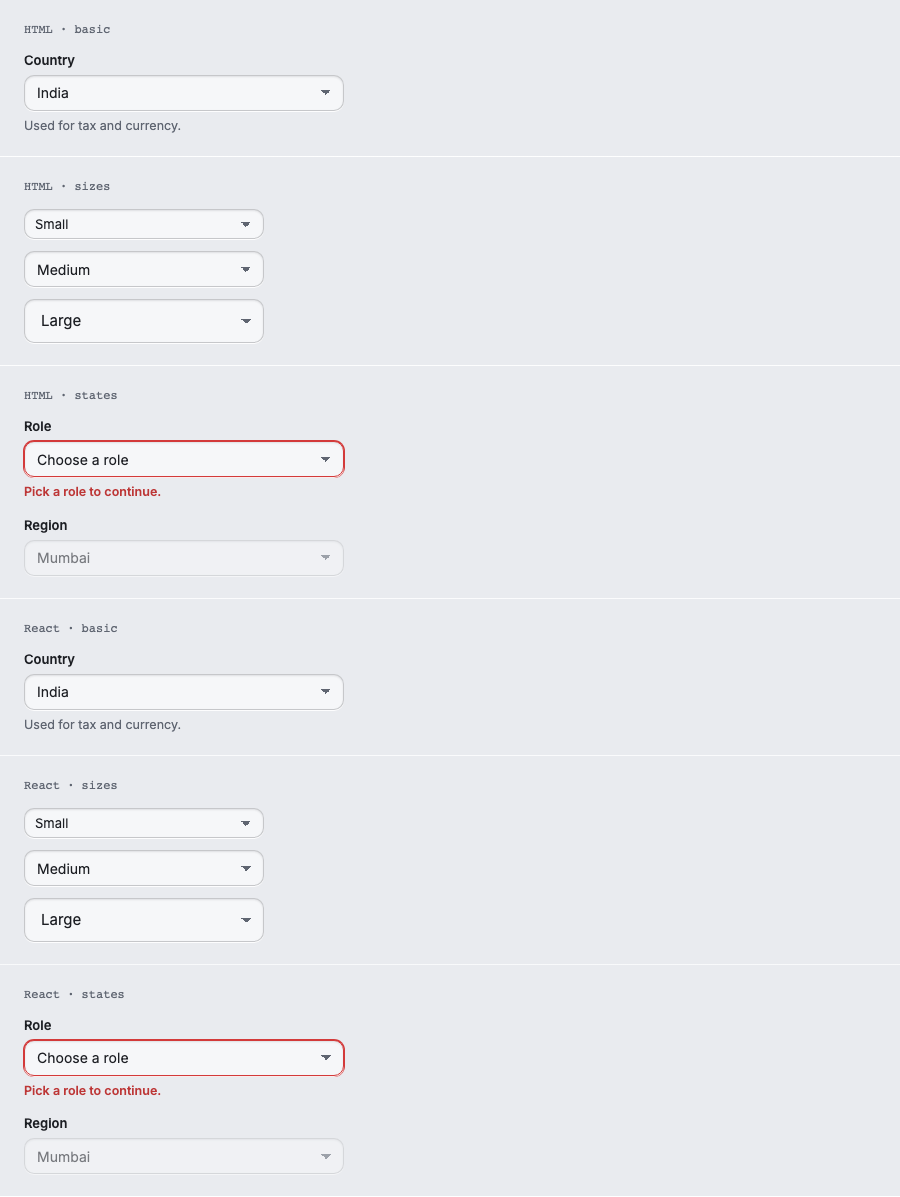 HTML · basic
Country
India
Used for tax and currency.
HTML · sizes
Small
Medium
Large
HTML · states
Role
Choose a role
Pick a role to continue.
Region
Mumbai
React · basic
Country
India
Used for tax and currency.
React · sizes
Small
Medium
Large
React · states
Role
Choose a role
Pick a role to continue.
Region
Mumbai